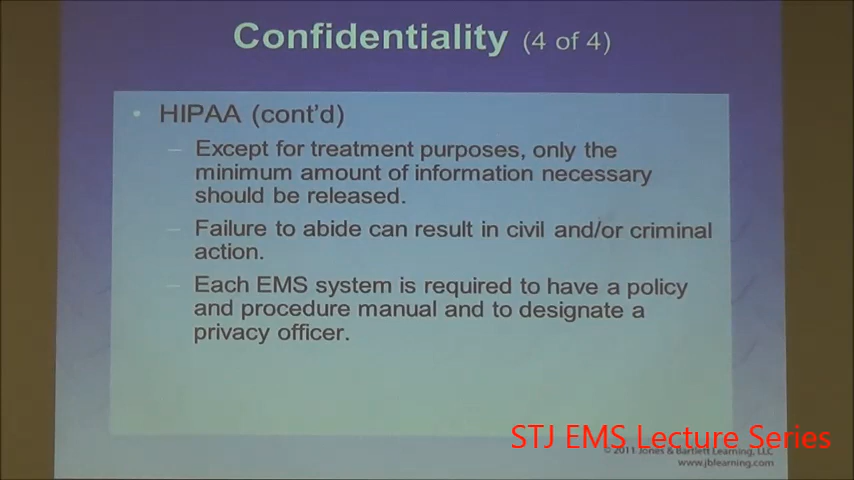 Confidentiality (4 of 4)
• HIPAA (cont'd)
– Except for treatment purposes, only the
minimum amount of information necessary
should be released.
– Failure to abide can result in civil and/or criminal
action.
– Each EMS system is required to have a policy
and procedure manual and to designate a
privacy officer.
STJ EMS Lecture Series
© 2011 Jones & Bartlett Learning, LLC
www.jblearning.com